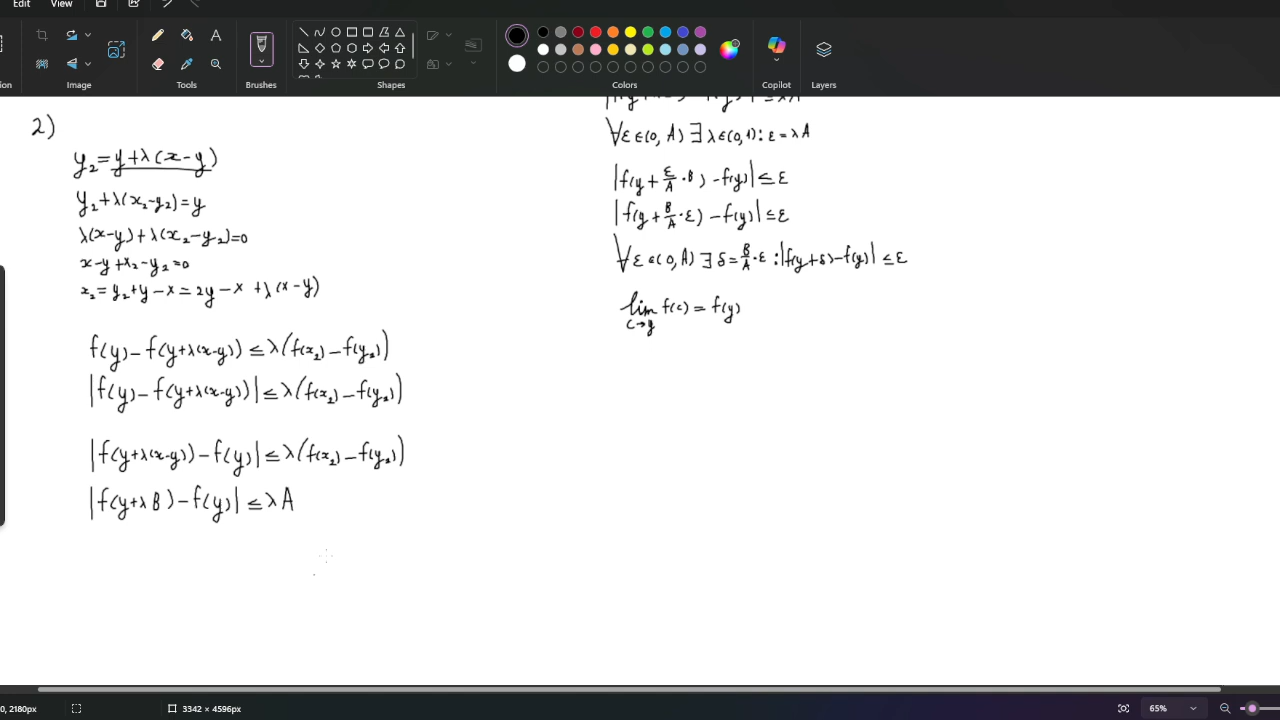 Edit
View
Image
Tools
Brushes
Shapes
Colors
Copilot
Layers
2)
y₂ = y+λ(x−y)
y₂+λ(x₂−y₂)=y
λ(x−y)+λ(x₂−y₂)=0
x−y+x₂−y₂=0
x₂=y₂+y−x=2y−x+λ(x−y)
f(y)−f(y+λ(x−y)) ≤ λ(f(x₂)−f(y₂))
|f(y)−f(y+λ(x−y))| ≤ λ(f(x₂)−f(y₂))
|f(y+λ(x−y))−f(y)| ≤ λ(f(x₂)−f(y₂))
|f(y+λB)−f(y)| ≤ λA
∀ε∈(0, A) ∃ λ∈(0,1): ε=λA
|f(y+ε/A·B)−f(y)| ≤ ε
|f(y+B/A·ε)−f(y)| ≤ ε
∀ε∈(0, A) ∃ δ=B/A·ε :|f(y+δ)−f(y)| ≤ ε
lim f(c) = f(y)
c→y
0, 2180px
3342 × 4596px
65%